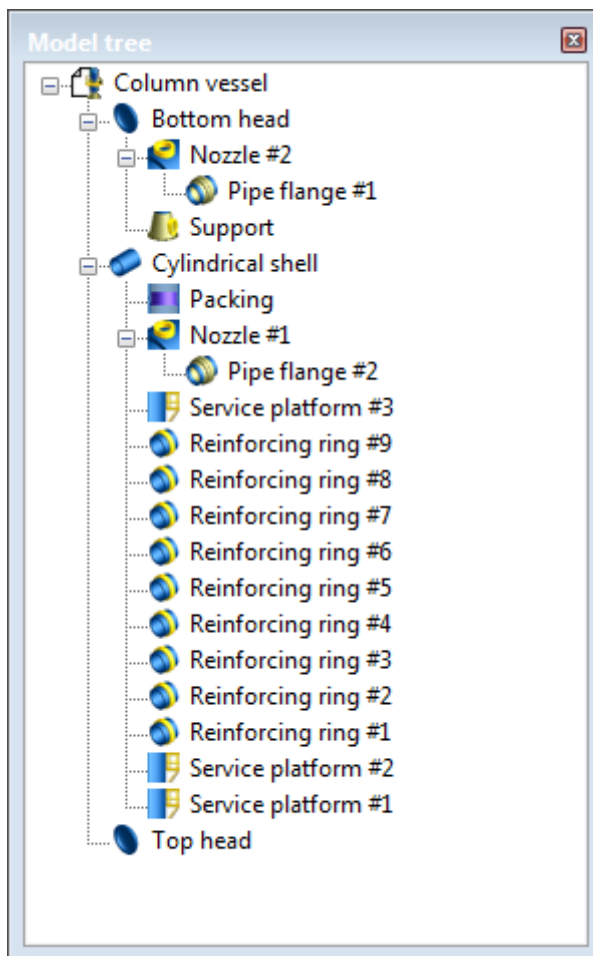 Model tree
Column vessel
Bottom head
Nozzle #2
Pipe flange #1
Support
Cylindrical shell
Packing
Nozzle #1
Pipe flange #2
Service platform #3
Reinforcing ring #9
Reinforcing ring #8
Reinforcing ring #7
Reinforcing ring #6
Reinforcing ring #5
Reinforcing ring #4
Reinforcing ring #3
Reinforcing ring #2
Reinforcing ring #1
Service platform #2
Service platform #1
Top head